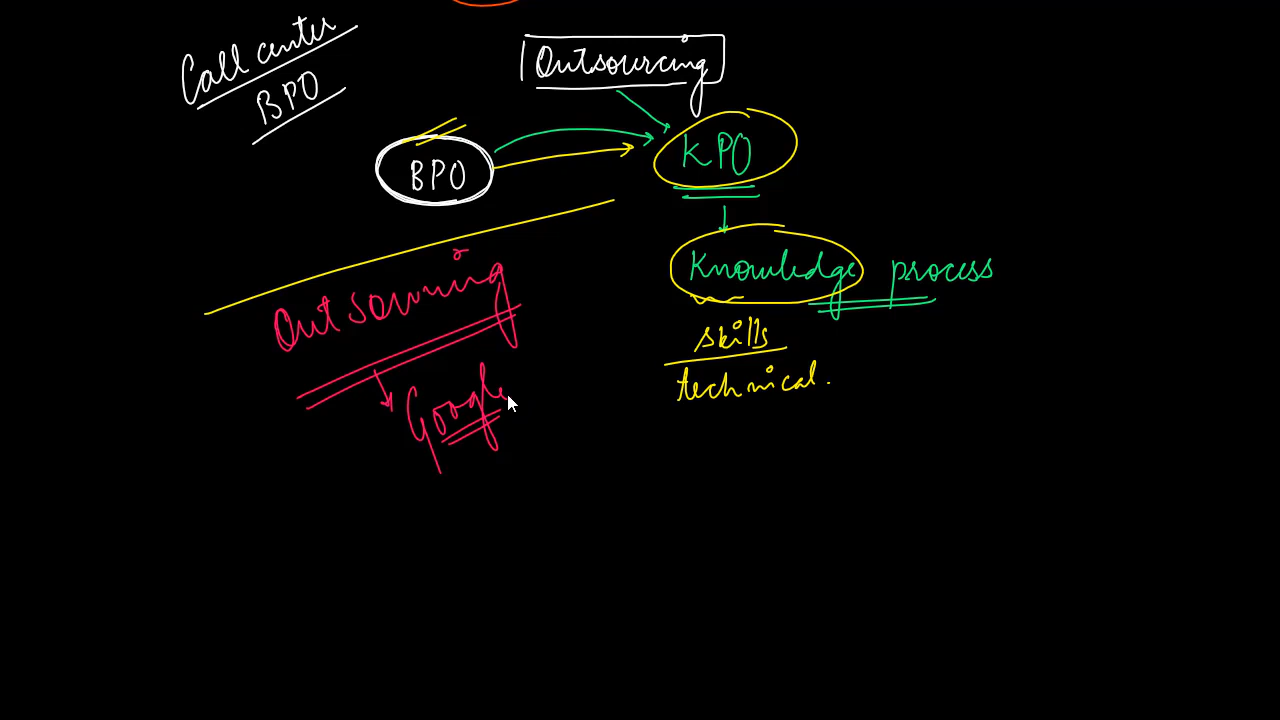 Call center
BPO
Outsourcing
BPO
KPO
Knowledge process
skills
technical.
Outsourcing
Google